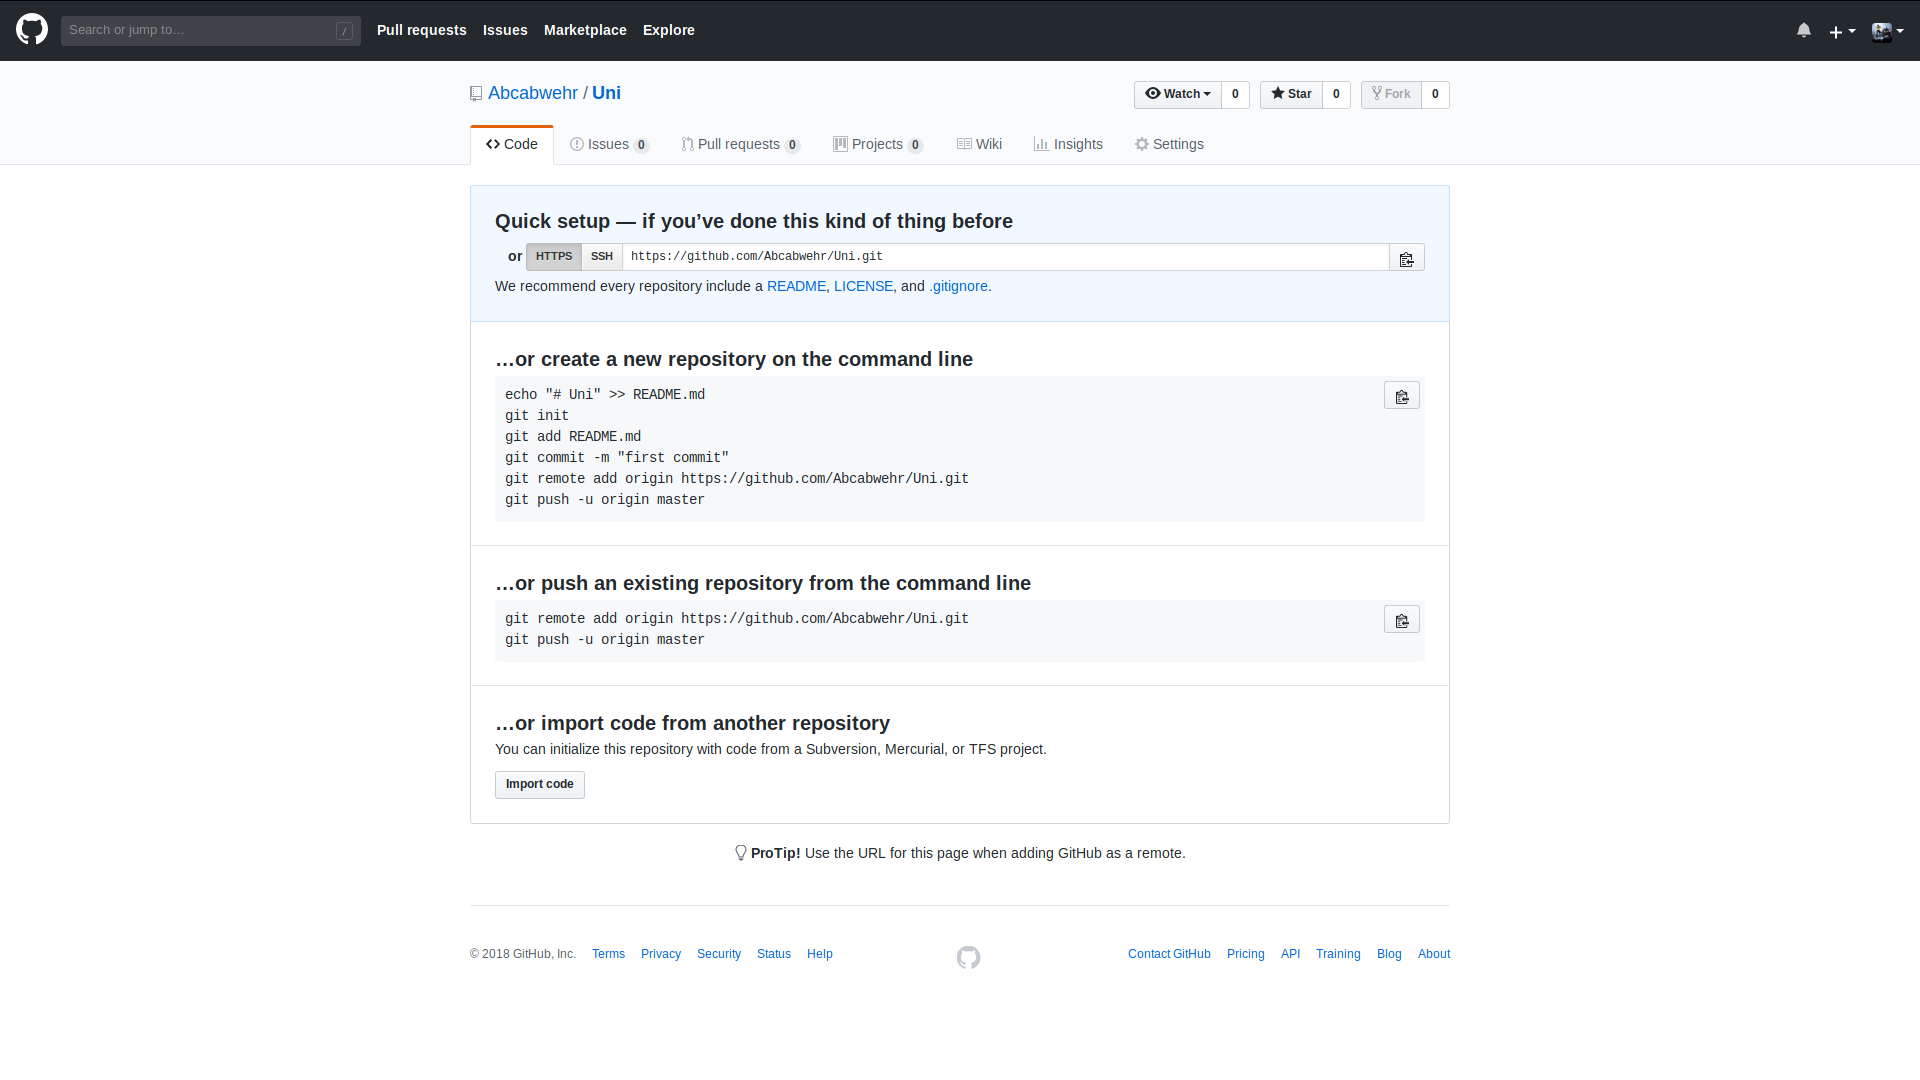 Search or jump to… /
Pull requests Issues Marketplace Explore
Abcabwehr / Uni
Watch 0 Star 0 Fork 0
Code Issues 0 Pull requests 0 Projects 0 Wiki Insights Settings
Quick setup — if you’ve done this kind of thing before
or HTTPS SSH https://github.com/Abcabwehr/Uni.git
We recommend every repository include a README, LICENSE, and .gitignore.
…or create a new repository on the command line
echo "# Uni" >> README.md
git init
git add README.md
git commit -m "first commit"
git remote add origin https://github.com/Abcabwehr/Uni.git
git push -u origin master
…or push an existing repository from the command line
git remote add origin https://github.com/Abcabwehr/Uni.git
git push -u origin master
…or import code from another repository
You can initialize this repository with code from a Subversion, Mercurial, or TFS project.
Import code
ProTip! Use the URL for this page when adding GitHub as a remote.
© 2018 GitHub, Inc. Terms Privacy Security Status Help Contact GitHub Pricing API Training Blog About